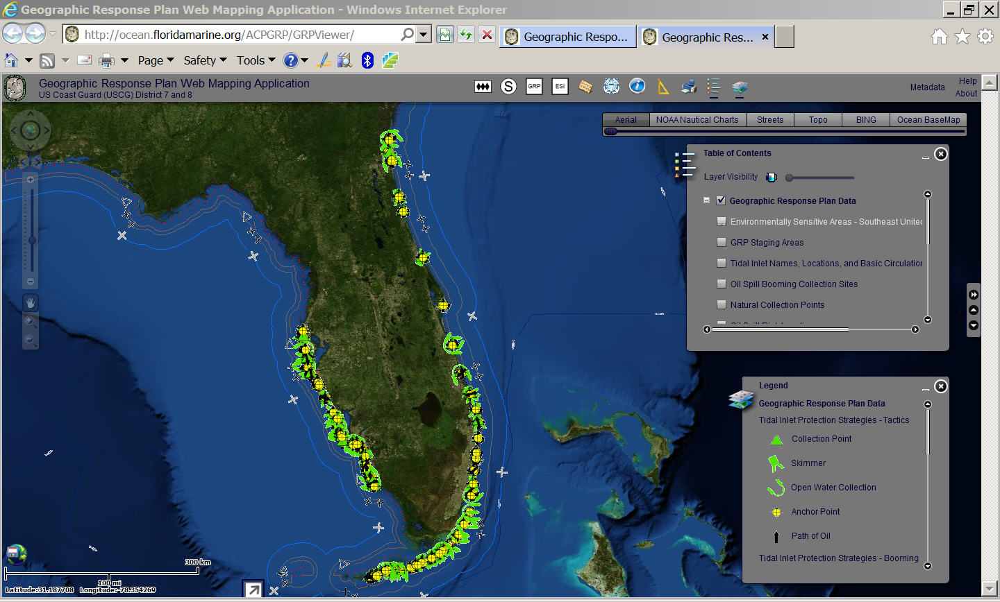 Geographic Response Plan Web Mapping Application - Windows Internet Explorer
http://ocean.floridamarine.org/ACPGRP/GRPViewer/
Geographic Respo...
Geographic Res...
Page
Safety
Tools
Geographic Response Plan Web Mapping Application
US Coast Guard (USCG) District 7 and 8
S
GRP
ESI
Metadata
Help
About
Aerial
NOAA Nautical Charts
Streets
Topo
BING
Ocean BaseMap
Table of Contents
Layer Visibility
Geographic Response Plan Data
Environmentally Sensitive Areas - Southeast United
GRP Staging Areas
Tidal Inlet Names, Locations, and Basic Circulation
Oil Spill Booming Collection Sites
Natural Collection Points
Legend
Geographic Response Plan Data
Tidal Inlet Protection Strategies - Tactics
Collection Point
Skimmer
Open Water Collection
Anchor Point
Path of Oil
Tidal Inlet Protection Strategies - Booming
300 km
100 mi
Latitude:31.187708 Longitude:-78.354269